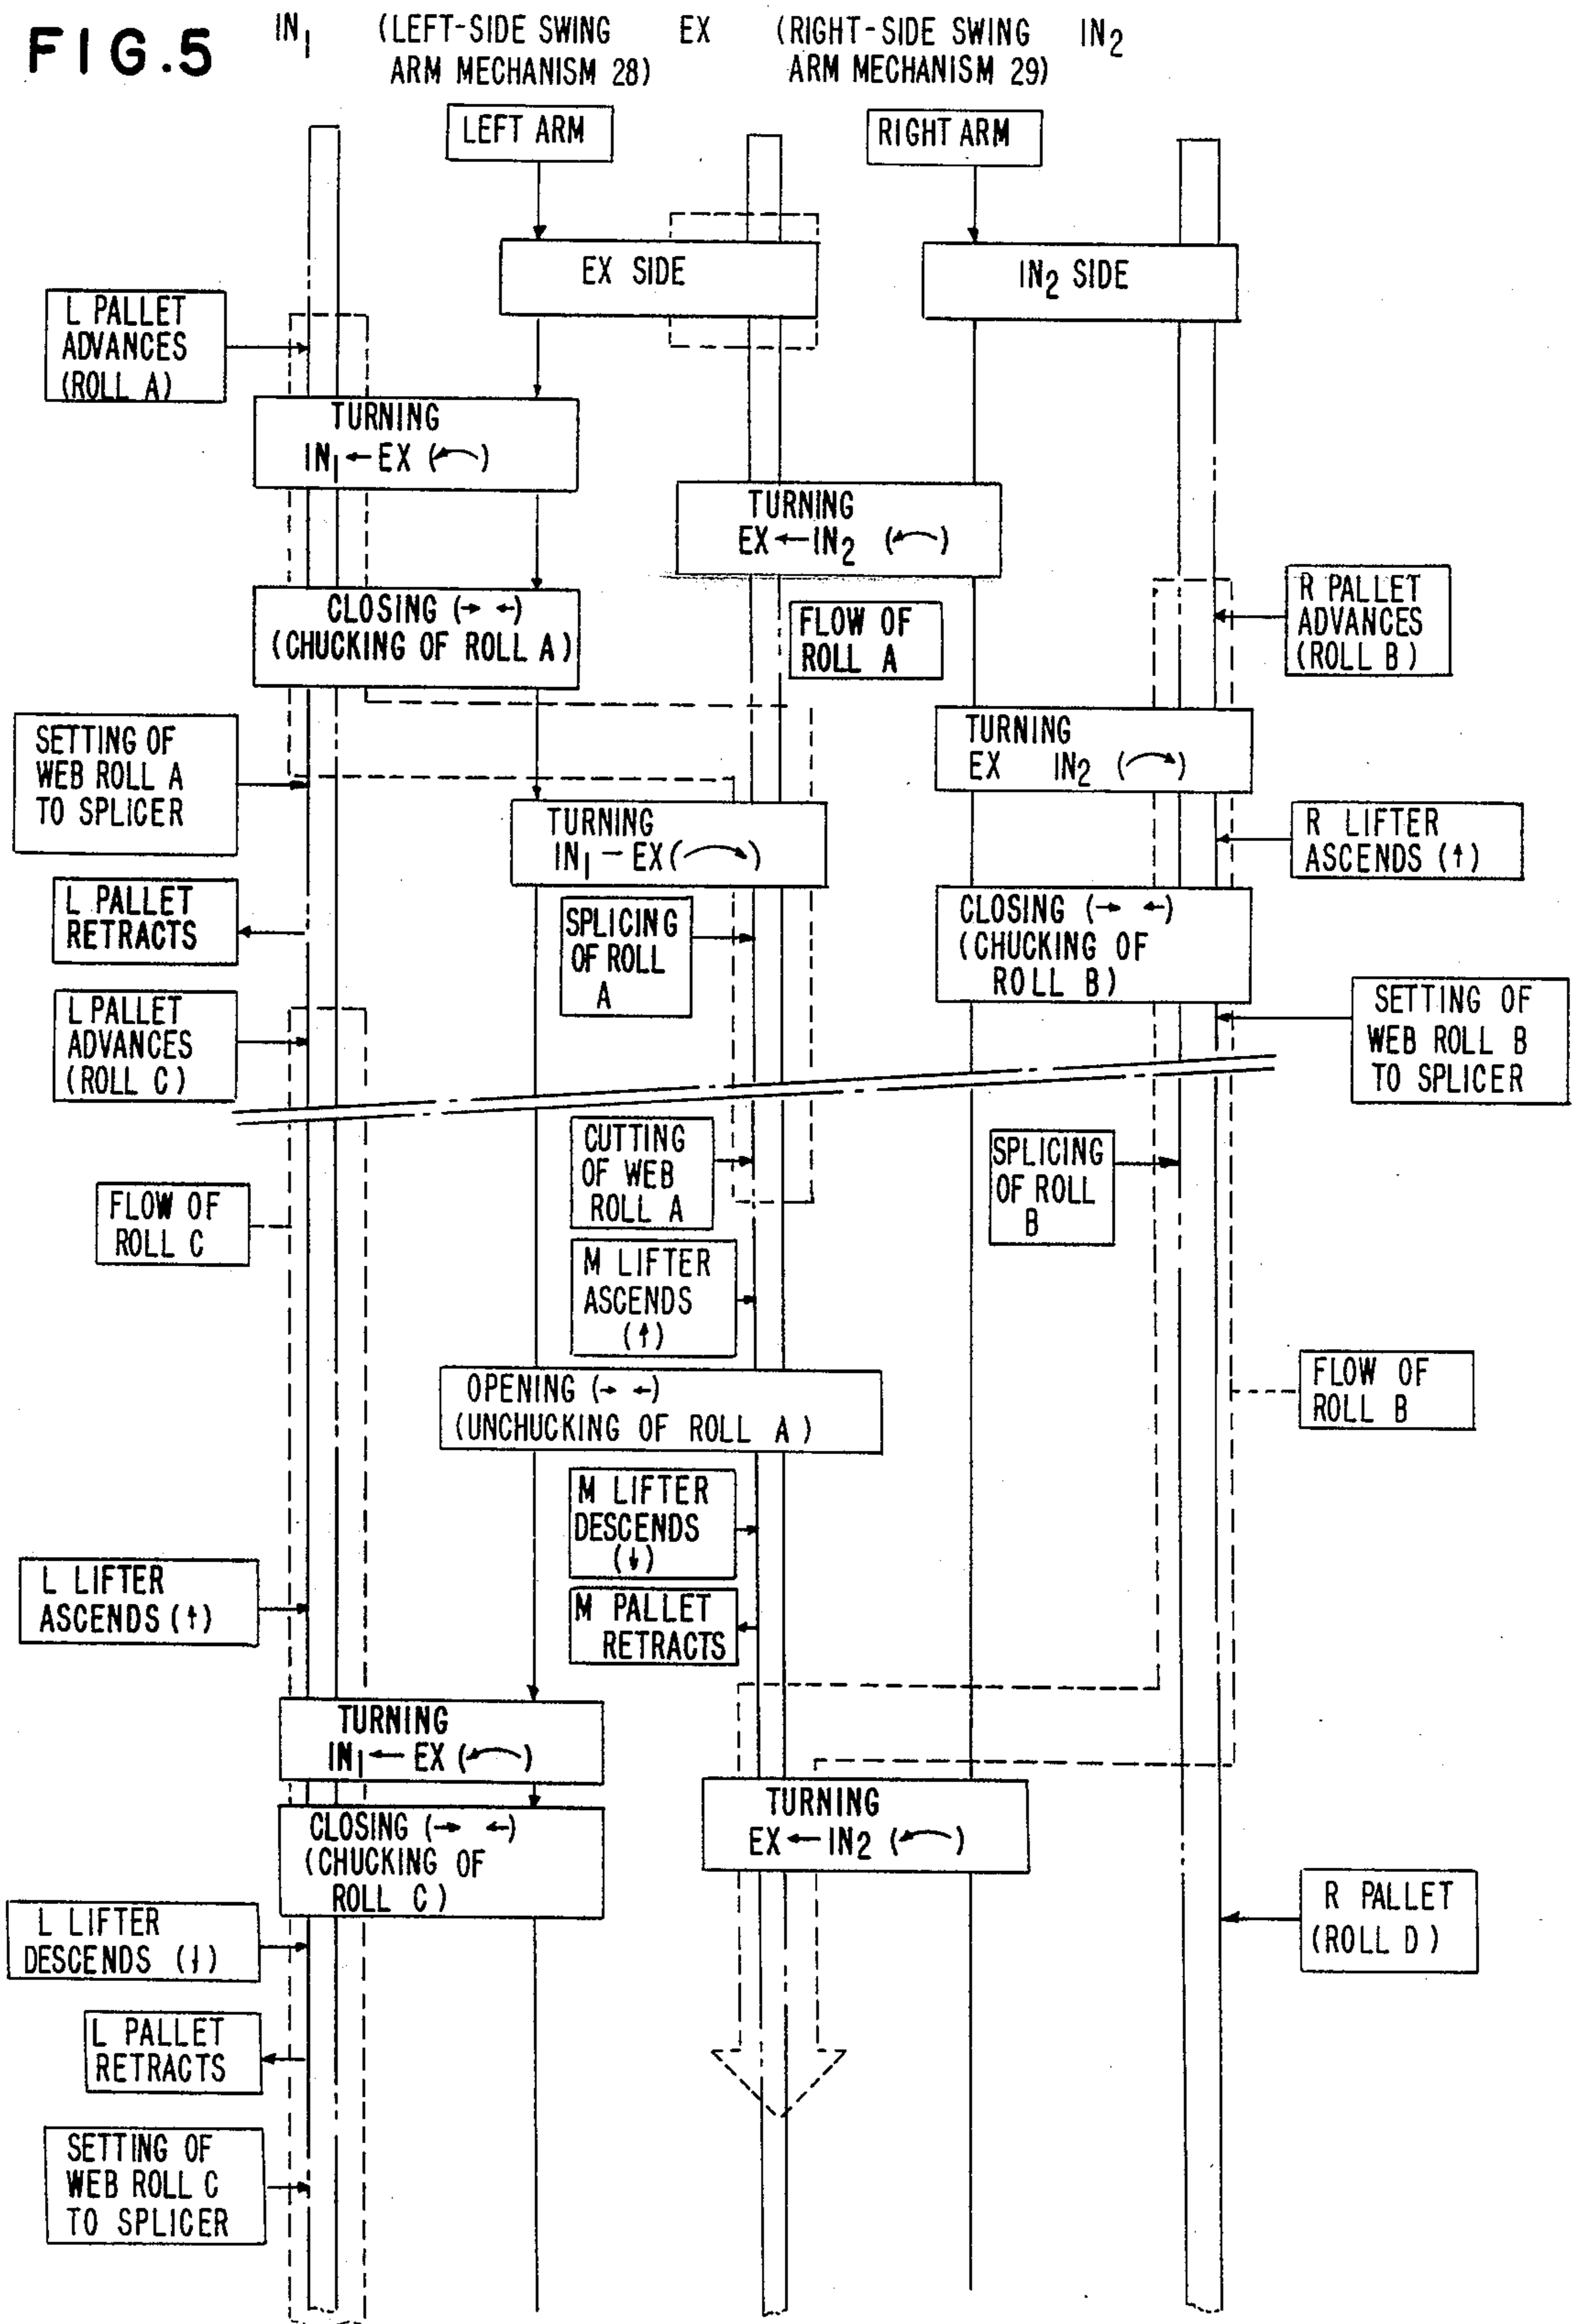 FIG.5
IN1 (LEFT-SIDE SWING EX (RIGHT-SIDE SWING IN2
ARM MECHANISM 28) ARM MECHANISM 29)
LEFT ARM
RIGHT ARM
EX SIDE
IN2 SIDE
L PALLET
ADVANCES
(ROLL A)
TURNING
IN1 ← EX (↶)
TURNING
EX ← IN2 (↶)
CLOSING (→ ←)
(CHUCKING OF ROLL A)
FLOW OF
ROLL A
R PALLET
ADVANCES
(ROLL B)
SETTING OF
WEB ROLL A
TO SPLICER
TURNING
EX IN2 (↷)
TURNING
IN1 — EX (↷)
R LIFTER
ASCENDS (↑)
L PALLET
RETRACTS
SPLICING
OF ROLL
A
CLOSING (→ ←)
(CHUCKING OF
ROLL B)
L PALLET
ADVANCES
(ROLL C)
SETTING OF
WEB ROLL B
TO SPLICER
CUTTING
OF WEB
ROLL A
SPLICING
OF ROLL
B
FLOW OF
ROLL C
M LIFTER
ASCENDS
(↑)
OPENING (→ ←)
(UNCHUCKING OF ROLL A)
FLOW OF
ROLL B
M LIFTER
DESCENDS
(↓)
L LIFTER
ASCENDS (↑)
M PALLET
RETRACTS
TURNING
IN1 ← EX (↶)
TURNING
EX ← IN2 (↶)
CLOSING (→ ←)
(CHUCKING OF
ROLL C)
L LIFTER
DESCENDS (↓)
R PALLET
(ROLL D)
L PALLET
RETRACTS
SETTING OF
WEB ROLL C
TO SPLICER